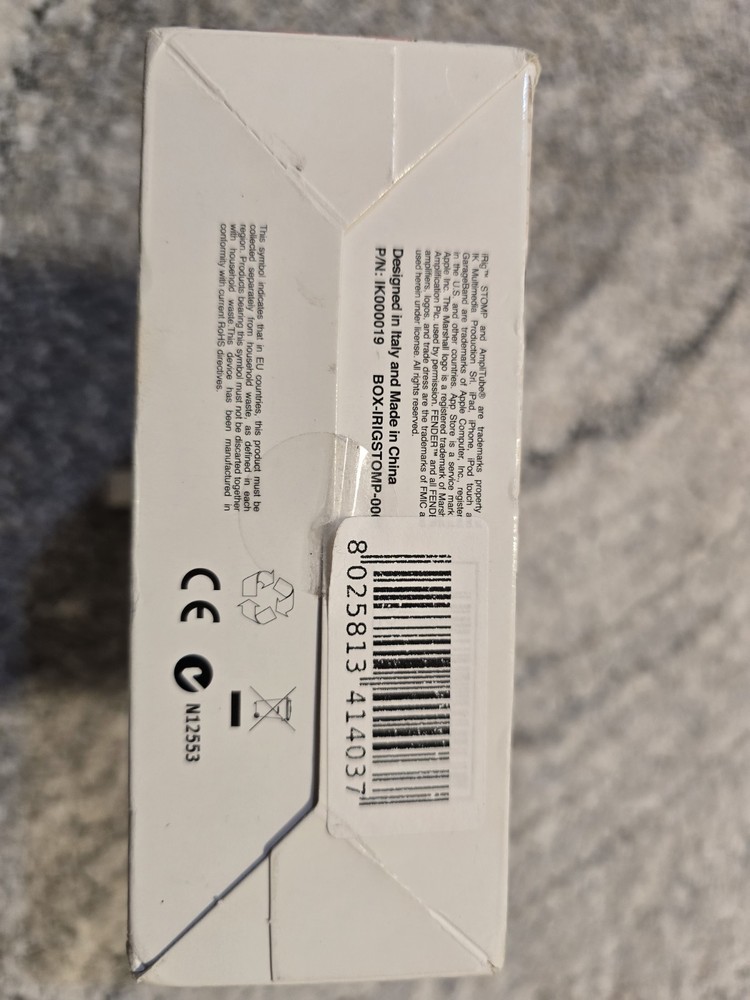 iRig™ STOMP and AmpliTube® are trademarks property
IK Multimedia Production Srl. iPad, iPhone, iPod touch a
GarageBand are trademarks of Apple Computer, Inc., register
in the U.S. and other countries. App Store is a service mark
Apple Inc. The Marshall logo is a registered trademark of Marsh
Amplification Plc. used by permission. FENDER™ and all FENDE
amplifiers, logos, and trade dress are the trademarks of FMIC a
used herein under license. All rights reserved.
Designed in Italy and Made in China
P/N: IK000019 BOX-IRIGSTOMP-00
8 025813 414037
This symbol indicates that in EU countries, this product must be
collected separately from household waste, as defined in each
region. Products bearing this symbol must not be discarted together
with household waste.This device has been manufactured in
conformity with current RoHS directives.
CE
N12553